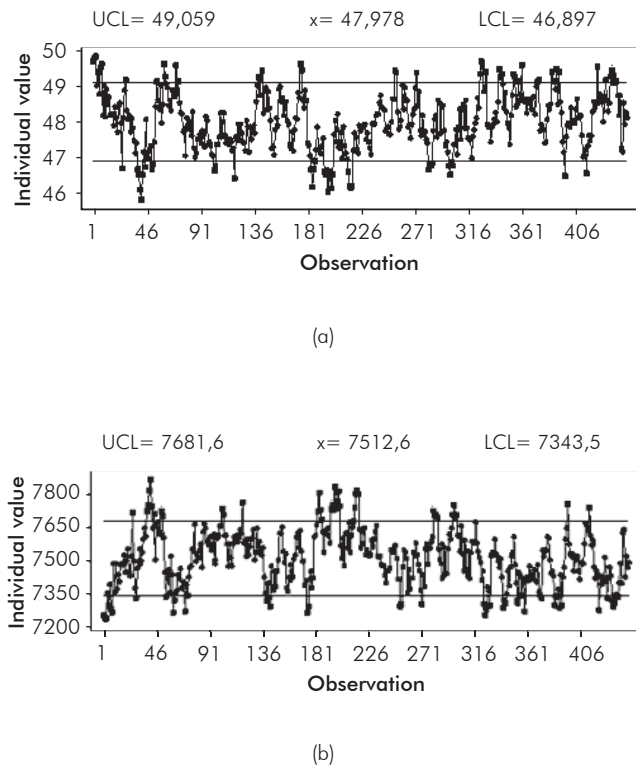 UCL= 49,059 x= 47,978 LCL= 46,897
50
49
48
47
46
Individual value
1 46 91 136 181 226 271 316 361 406
Observation
(a)
UCL= 7681,6 x= 7512,6 LCL= 7343,5
7800
7650
7500
7350
7200
Individual value
1 46 91 136 181 226 271 316 361 406
Observation
(b)